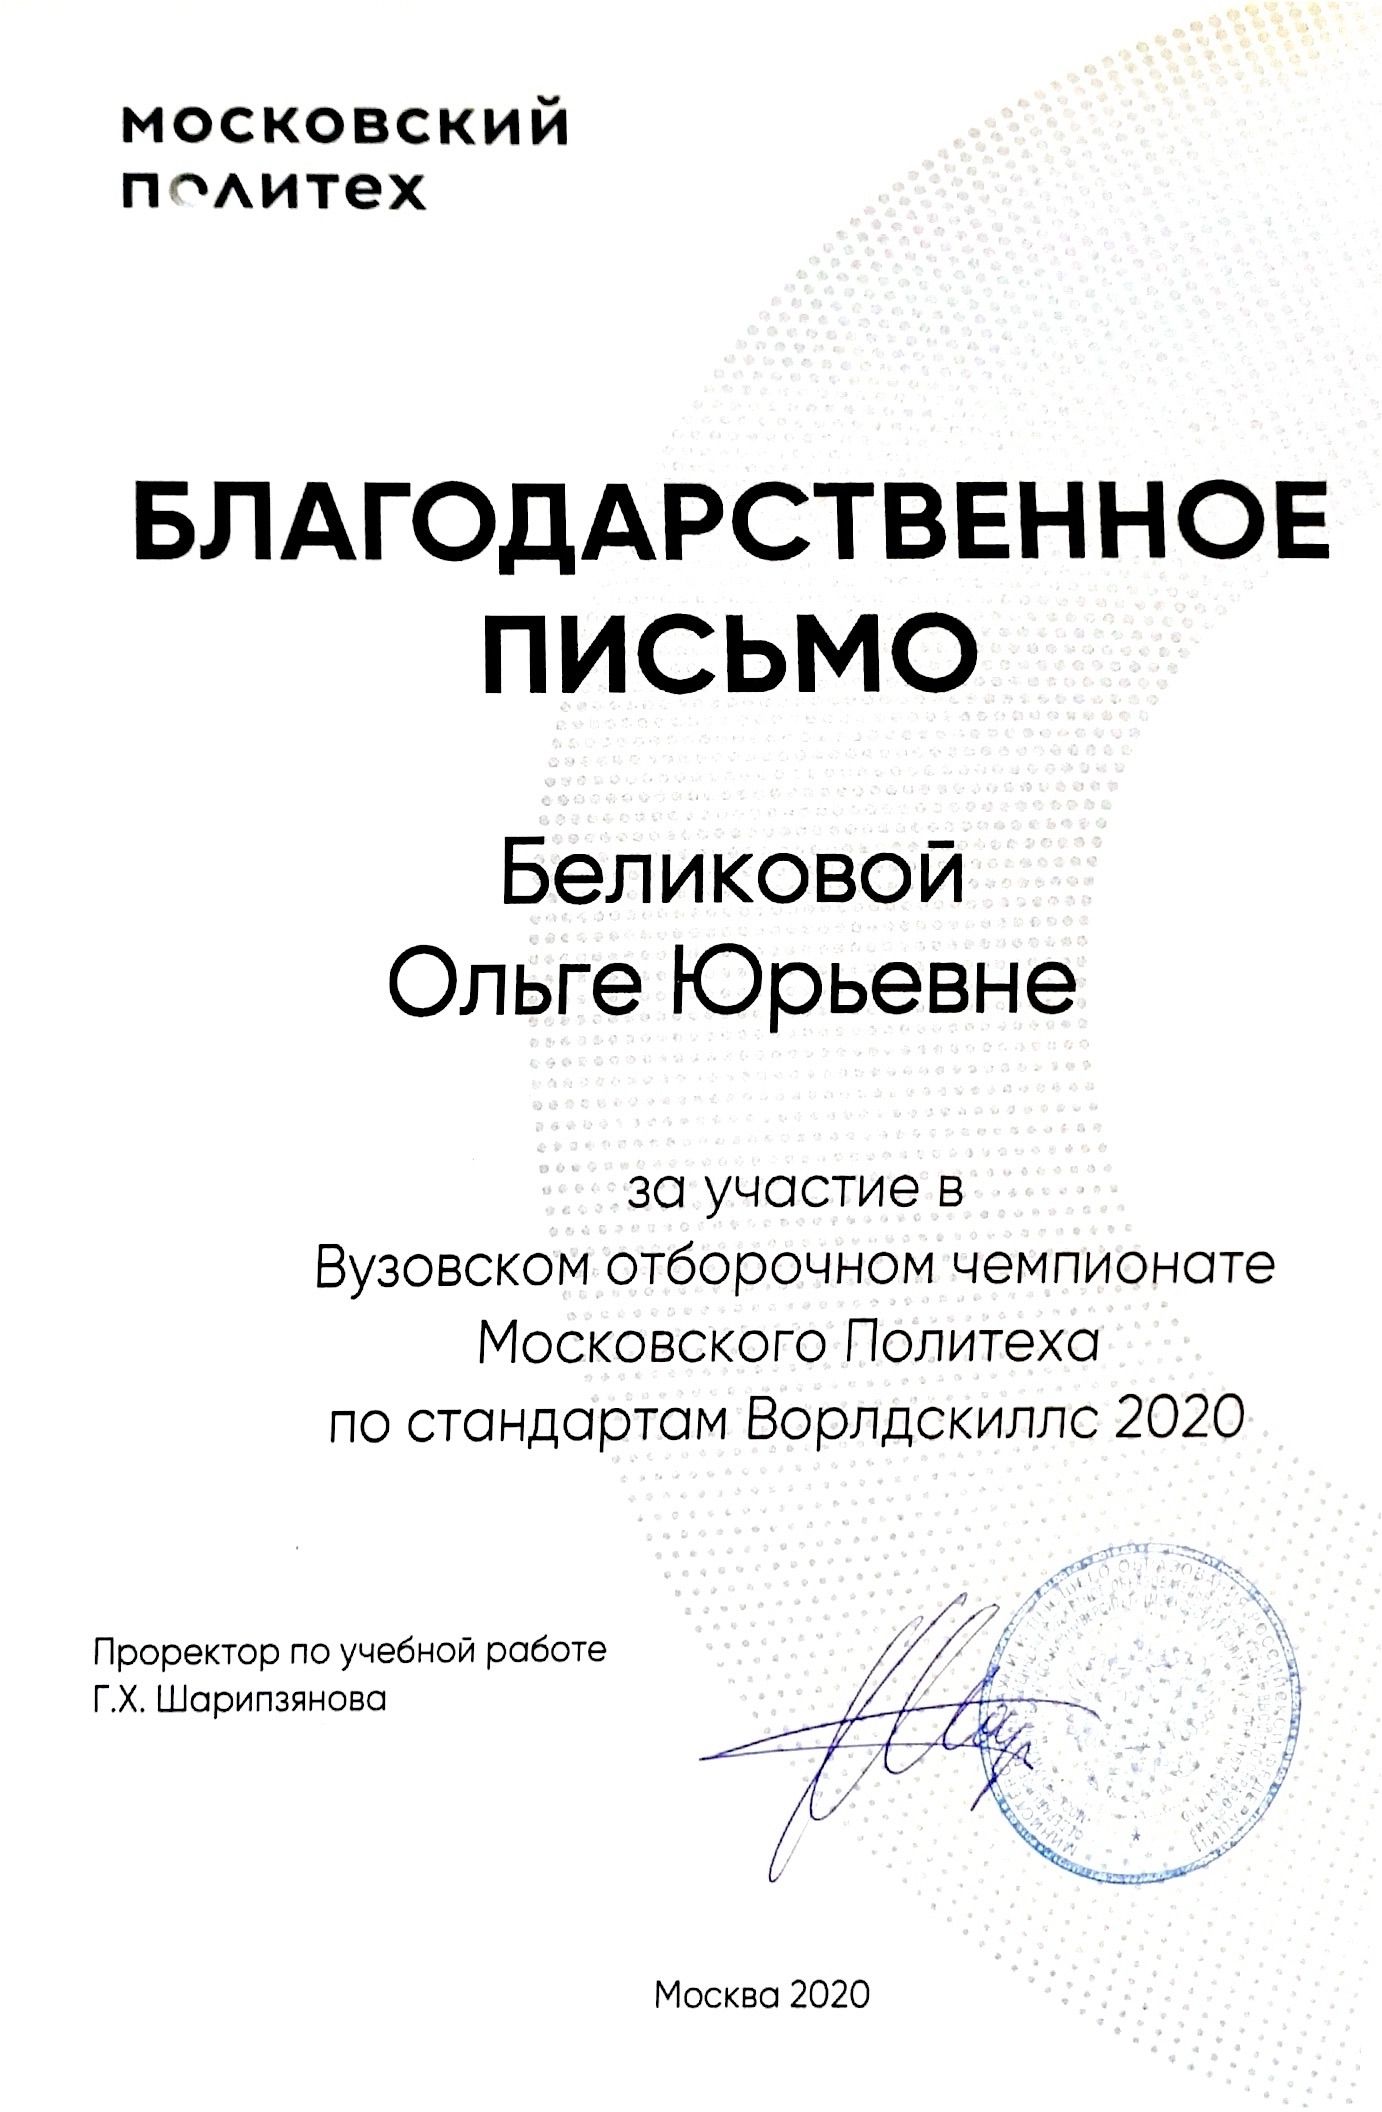 московский
политех
БЛАГОДАРСТВЕННОЕ
ПИСЬМО
Беликовой
Ольге Юрьевне
за участие в
Вузовском отборочном чемпионате
Московского Политеха
по стандартам Ворлдскиллс 2020
Проректор по учебной работе
Г.Х. Шарипзянова
Москва 2020